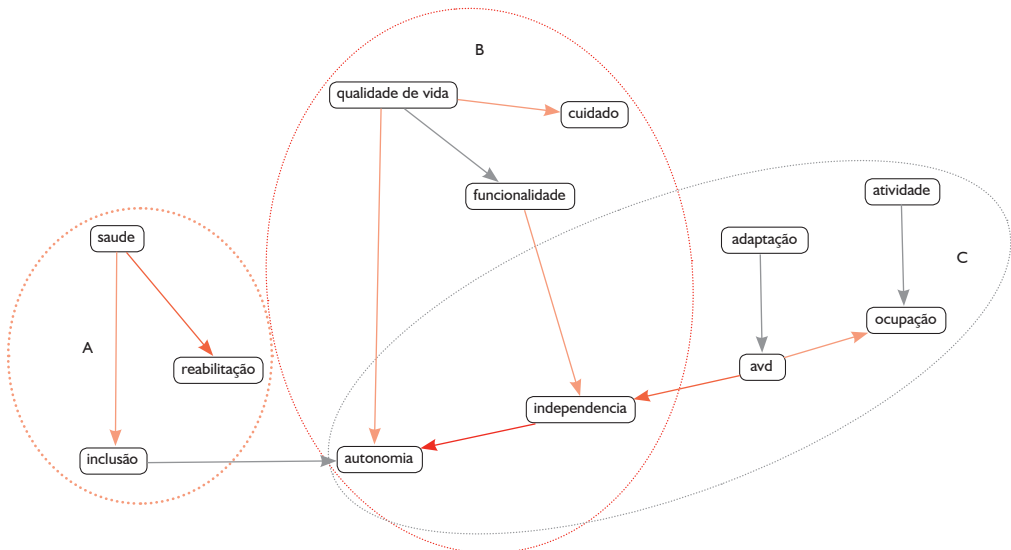 B
qualidade de vida
cuidado
funcionalidade
atividade
saude
adaptação
C
ocupação
A
reabilitação
avd
independencia
inclusão
autonomia